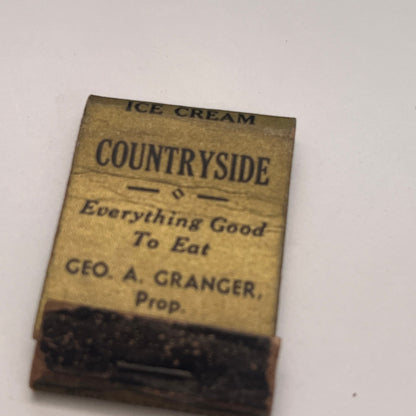 ICE CREAM
COUNTRYSIDE
Everything Good
To Eat
GEO. A. GRANGER,
Prop.